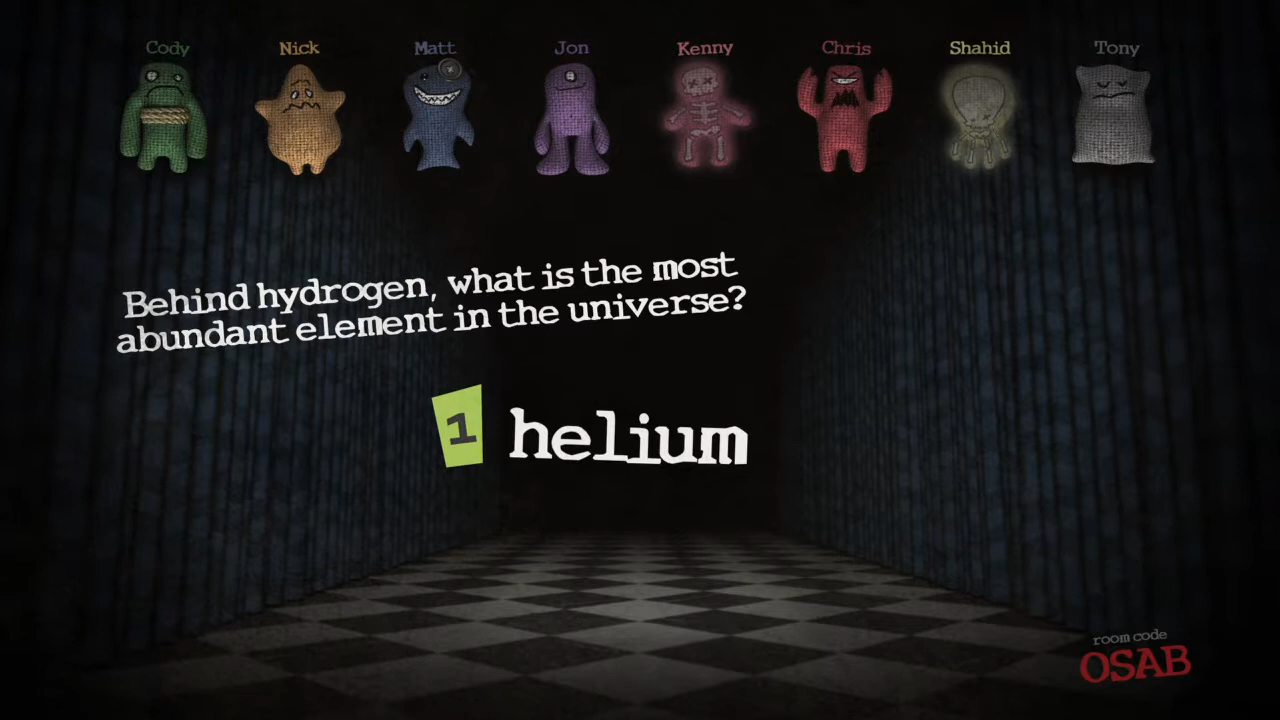 Cody Nick Matt Jon Kenny Chris Shahid Tony
Behind hydrogen, what is the most
abundant element in the universe?
1 helium
room code
OSAB